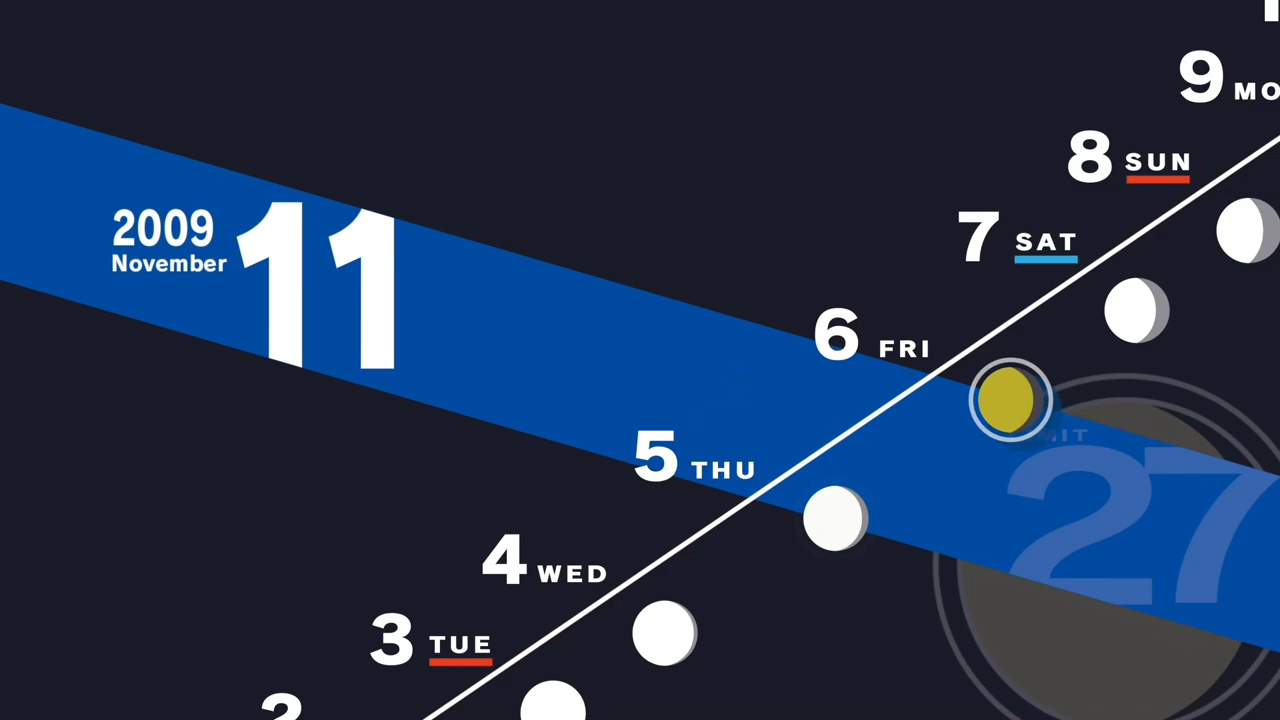 9 MO
8 SUN
2009
November
11
7 SAT
6 FRI
5 THU
27
4 WED
3 TUE
2